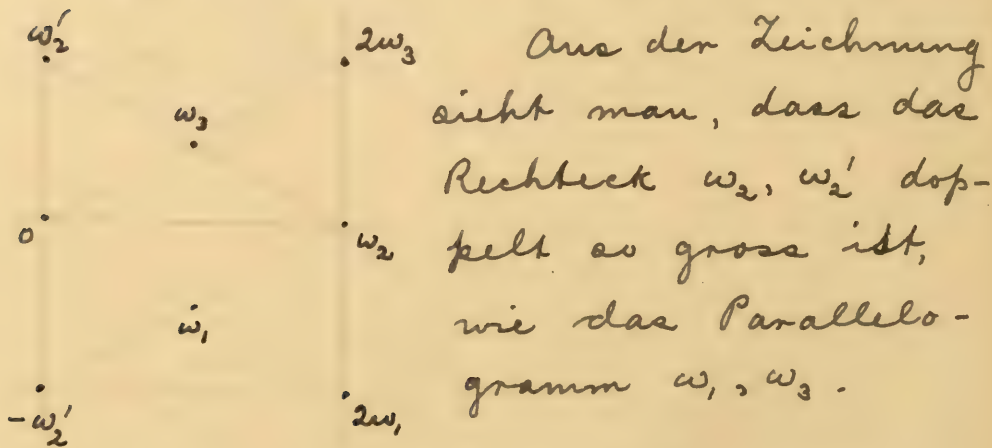 ω₂′ 2ω₃ Aus der Zeichnung
ω₃ sieht man, dass das
Rechteck ω₂, ω₂′ dop-
0 ω₂ pelt so gross ist,
ω₁ wie das Parallelo-
gramm ω₁, ω₃.
-ω₂′ 2ω₁